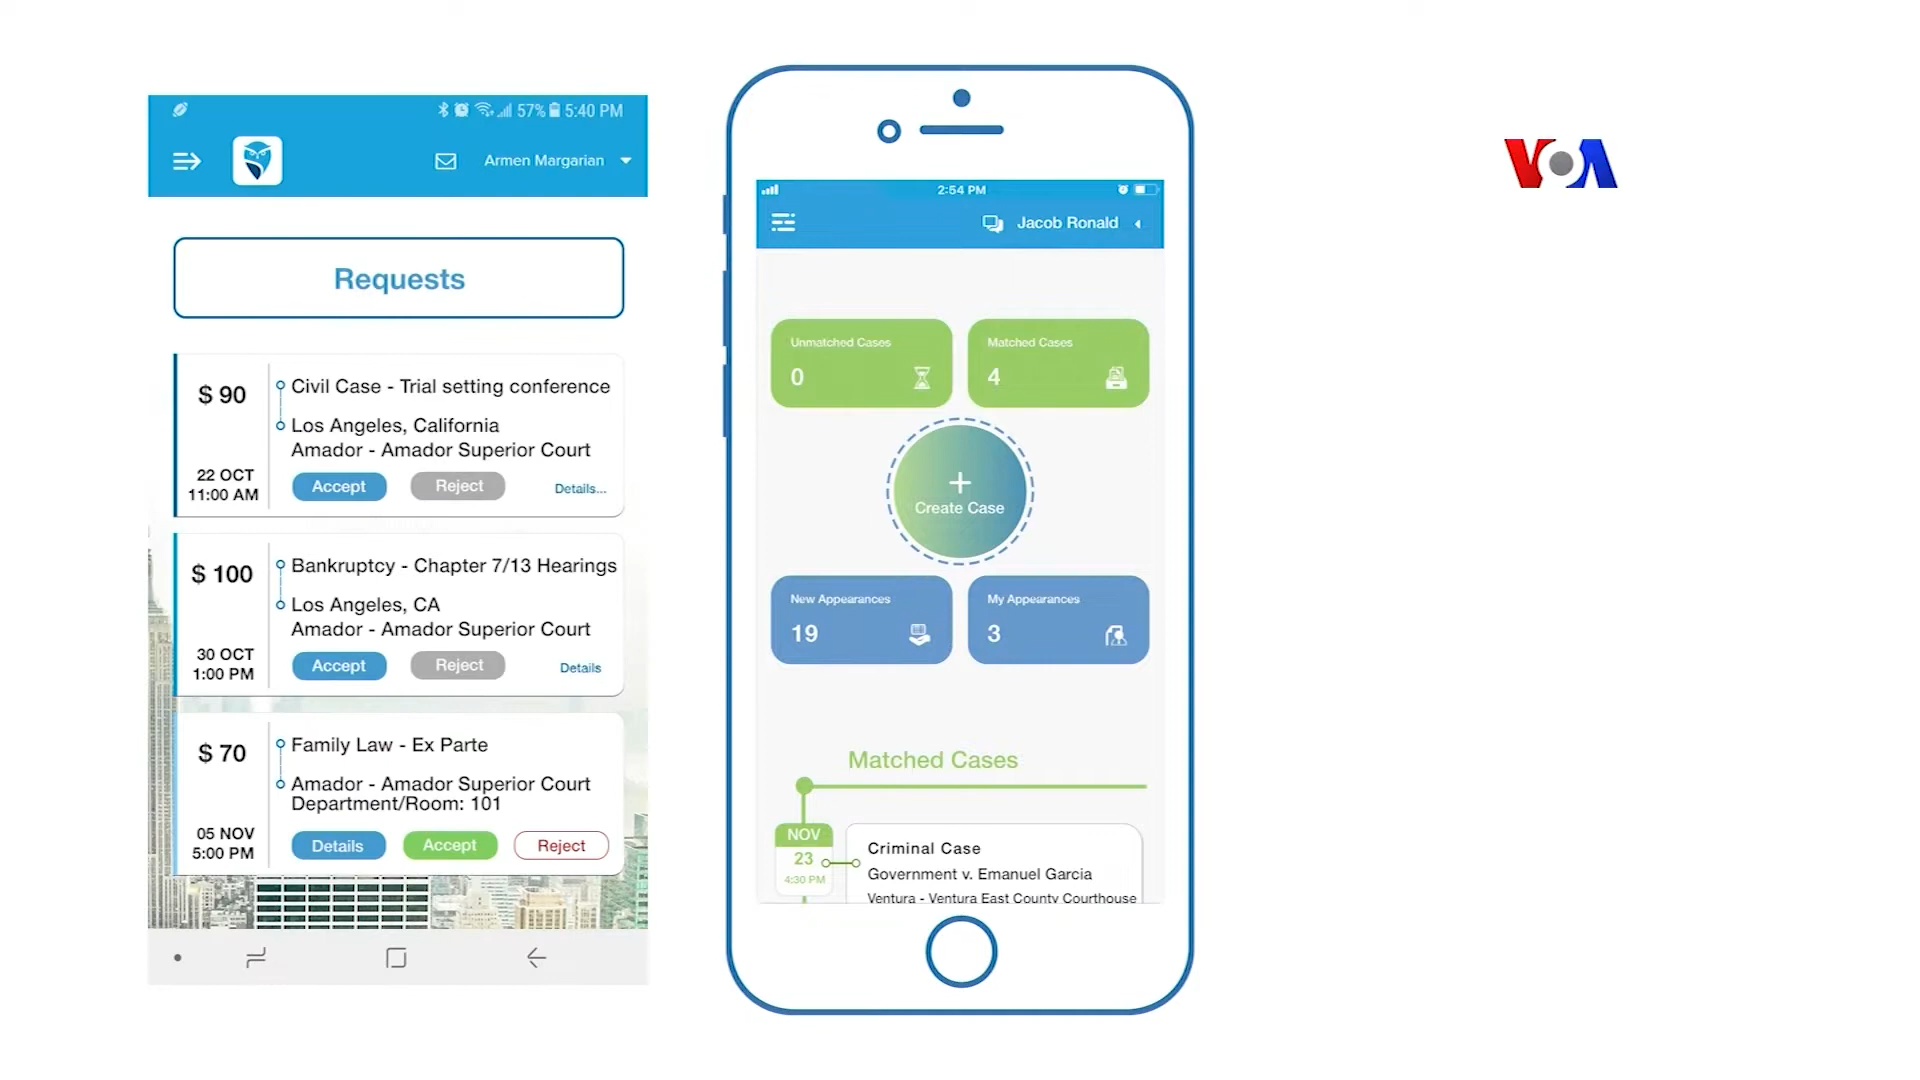 57% 5:40 PM
Armen Margarian
Requests
$ 90
Civil Case - Trial setting conference
Los Angeles, California
Amador - Amador Superior Court
22 OCT
11:00 AM
Accept
Reject
Details...
$ 100
Bankruptcy - Chapter 7/13 Hearings
Los Angeles, CA
Amador - Amador Superior Court
30 OCT
1:00 PM
Accept
Reject
Details
$ 70
Family Law - Ex Parte
Amador - Amador Superior Court
Department/Room: 101
05 NOV
5:00 PM
Details
Accept
Reject
2:54 PM
Jacob Ronald
Unmatched Cases
0
Matched Cases
4
+
Create Case
New Appearances
19
My Appearances
3
Matched Cases
NOV
23
4:30 PM
Criminal Case
Government v. Emanuel Garcia
Ventura - Ventura East County Courthouse
VOA